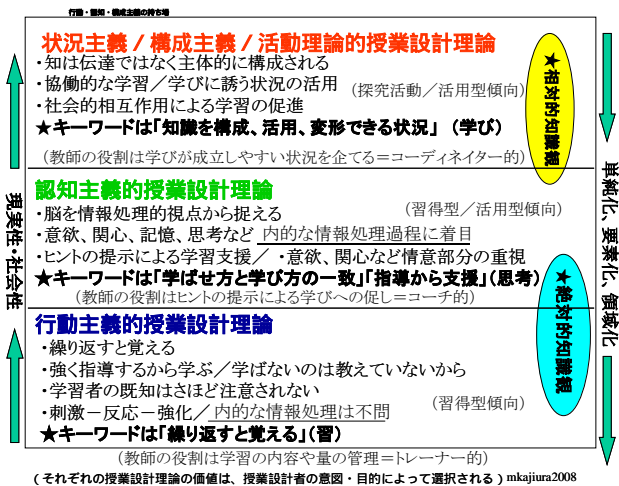 行動・認知・構成主義の持ち場
状況主義／構成主義／活動理論的授業設計理論
・知は伝達ではなく主体的に構成される
・協働的な学習／学びに誘う状況の活用
（探究活動／活用型傾向）
・社会的相互作用による学習の促進
★キーワードは「知識を構成、活用、変形できる状況」（学び）
（教師の役割は学びが成立しやすい状況を企てる＝コーディネイター的）
★相対的知識観
認知主義的授業設計理論
・脳を情報処理的視点から捉える
（習得型／活用型傾向）
・意欲、関心、記憶、思考など 内的な情報処理過程に着目
・ヒントの提示による学習支援／・意欲、関心など情意部分の重視
★キーワードは「学ばせ方と学び方の一致」「指導から支援」（思考）
（教師の役割はヒントの提示による学びへの促し＝コーチ的）
行動主義的授業設計理論
・繰り返すと覚える
・強く指導するから学ぶ／学ばないのは教えていないから
・学習者の既知はさほど注意されない
（習得型傾向）
・刺激－反応－強化／内的な情報処理は不問
★キーワードは「繰り返すと覚える」（習）
★絶対的知識観
（教師の役割は学習の内容や量の管理＝トレーナー的）
現実性・社会性
単純化、要素化、領域化
（それぞれの授業設計理論の価値は、授業設計者の意図・目的によって選択される）mkajiura2008